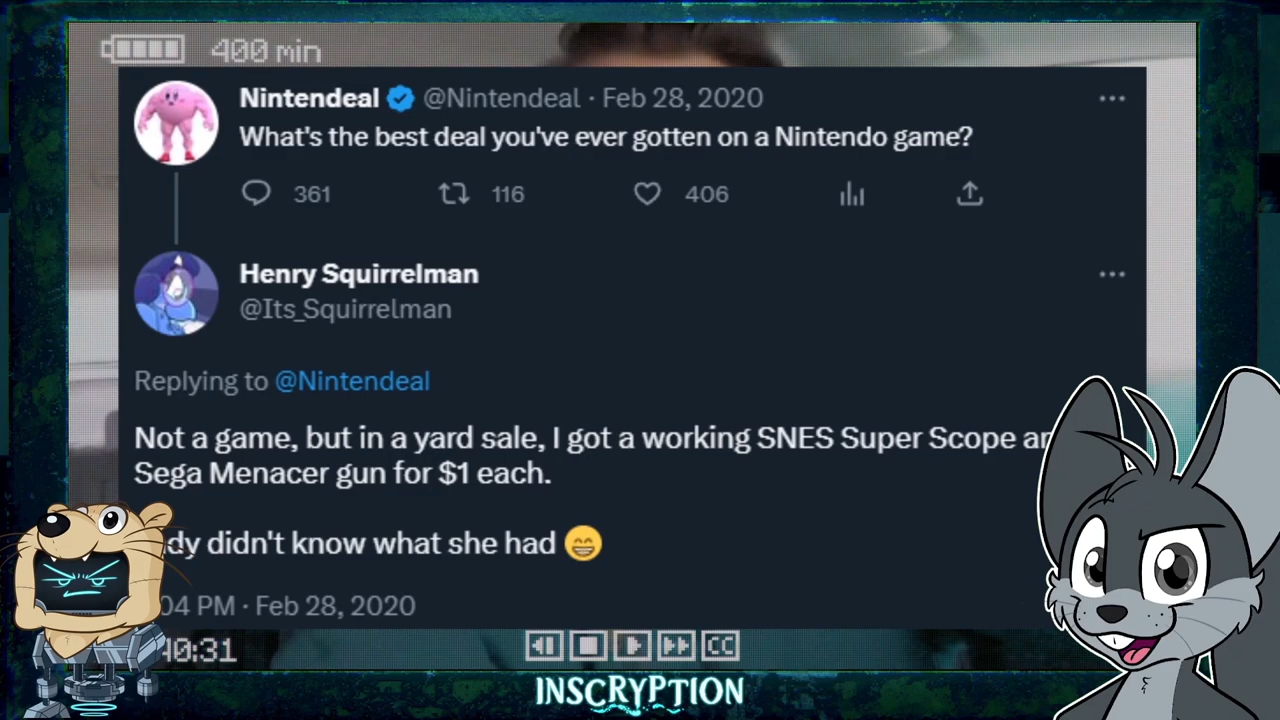 400 min
Nintendeal @Nintendeal · Feb 28, 2020
What's the best deal you've ever gotten on a Nintendo game?
361 116 406
Henry Squirrelman
@Its_Squirrelman
Replying to @Nintendeal
Not a game, but in a yard sale, I got a working SNES Super Scope
Sega Menacer gun for $1 each.
didn't know what she had 😁
04 PM · Feb 28, 2020
40:31
CC
INSCRYPTION